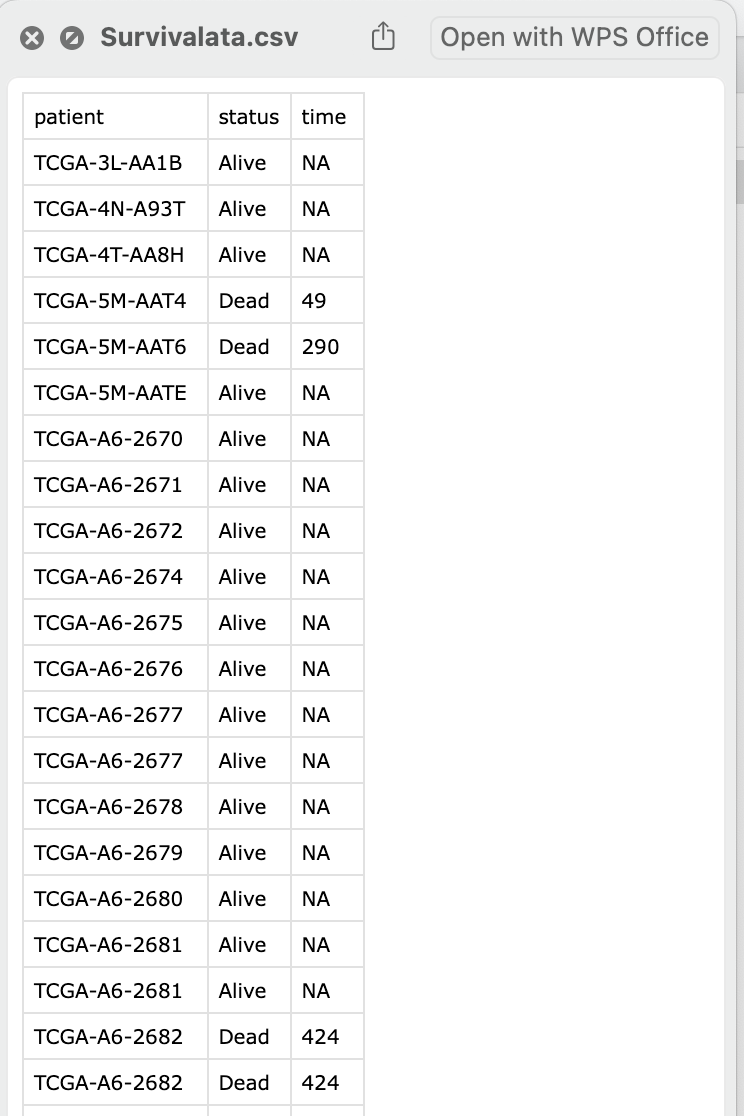 Survivalata.csv Open with WPS Office
patient status time
TCGA-3L-AA1B Alive NA
TCGA-4N-A93T Alive NA
TCGA-4T-AA8H Alive NA
TCGA-5M-AAT4 Dead 49
TCGA-5M-AAT6 Dead 290
TCGA-5M-AATE Alive NA
TCGA-A6-2670 Alive NA
TCGA-A6-2671 Alive NA
TCGA-A6-2672 Alive NA
TCGA-A6-2674 Alive NA
TCGA-A6-2675 Alive NA
TCGA-A6-2676 Alive NA
TCGA-A6-2677 Alive NA
TCGA-A6-2677 Alive NA
TCGA-A6-2678 Alive NA
TCGA-A6-2679 Alive NA
TCGA-A6-2680 Alive NA
TCGA-A6-2681 Alive NA
TCGA-A6-2681 Alive NA
TCGA-A6-2682 Dead 424
TCGA-A6-2682 Dead 424